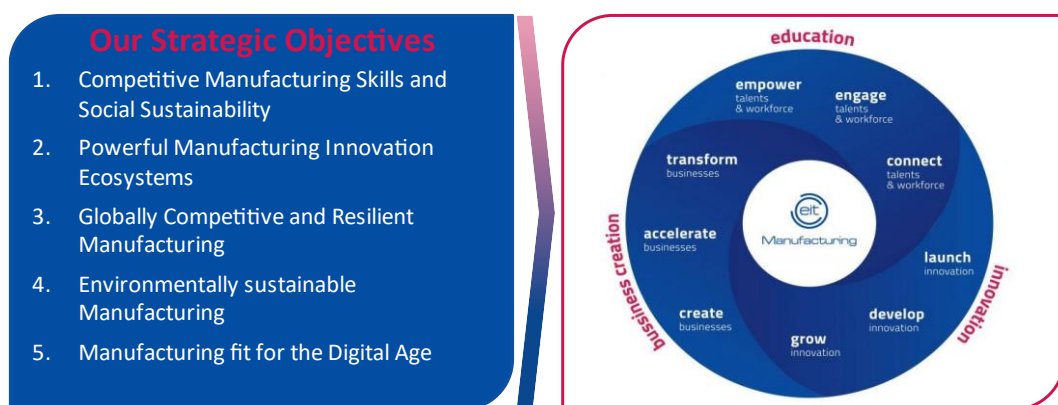 Our Strategic Objectives
1. Competitive Manufacturing Skills and
Social Sustainability
2. Powerful Manufacturing Innovation
Ecosystems
3. Globally Competitive and Resilient
Manufacturing
4. Environmentally sustainable
Manufacturing
5. Manufacturing fit for the Digital Age
education
empower
talents
& workforce
engage
talents
& workforce
connect
talents
& workforce
launch
innovation
develop
innovation
grow
innovation
create
businesses
accelerate
businesses
transform
businesses
innovation
bussiness creation
eit
Manufacturing